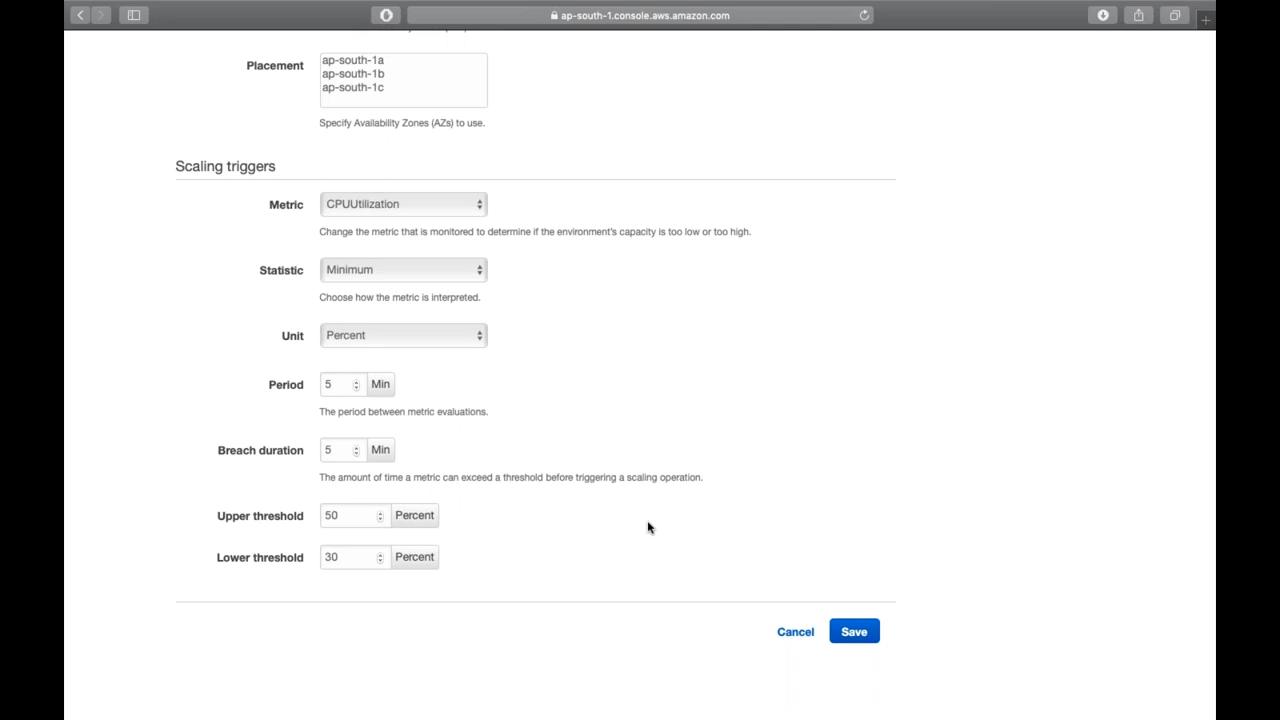 ap-south-1.console.aws.amazon.com
Placement
ap-south-1a
ap-south-1b
ap-south-1c
Specify Availability Zones (AZs) to use.
Scaling triggers
Metric
CPUUtilization
Change the metric that is monitored to determine if the environment's capacity is too low or too high.
Statistic
Minimum
Choose how the metric is interpreted.
Unit
Percent
Period
5 Min
The period between metric evaluations.
Breach duration
5 Min
The amount of time a metric can exceed a threshold before triggering a scaling operation.
Upper threshold
50 Percent
Lower threshold
30 Percent
Cancel Save